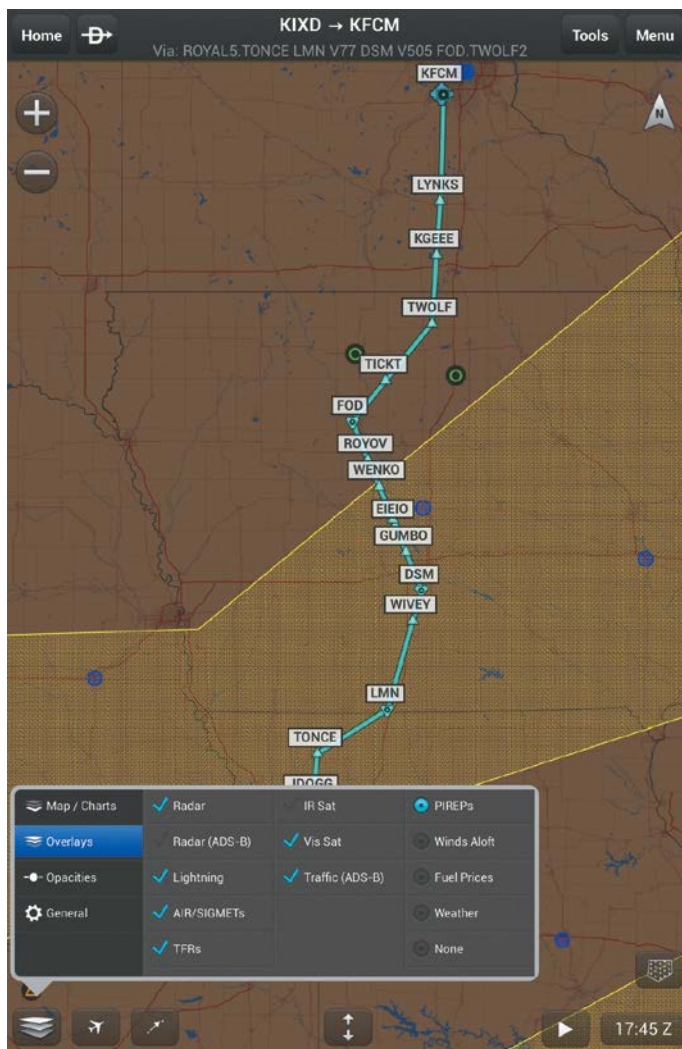 Home
KIXD → KFCM
Via: ROYAL5.TONCE LMN V77 DSM V505 FOD.TWOLF2
Tools
Menu
KFCM
N
LYNKS
KGEEE
TWOLF
TICKT
FOD
ROYOV
WENKO
EIEIO
GUMBO
DSM
WIVEY
LMN
TONCE
IDOGG
Map / Charts
Radar
IR Sat
PIREPs
Overlays
Radar (ADS-B)
Vis Sat
Winds Aloft
Opacities
Lightning
Traffic (ADS-B)
Fuel Prices
General
AIR/SIGMETs
Weather
TFRs
None
17:45 Z